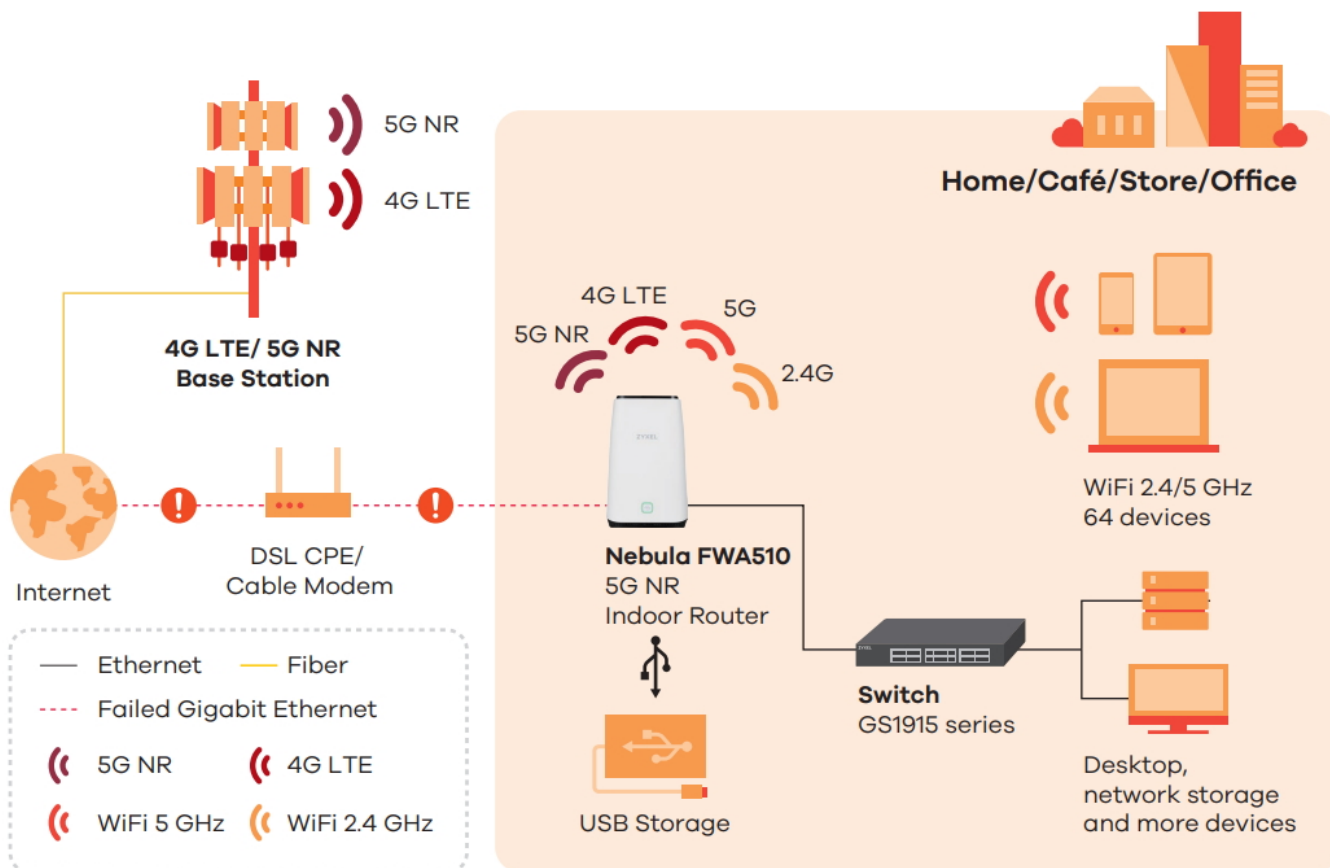 5G NR
4G LTE
4G LTE/ 5G NR
Base Station
Home/Café/Store/Office
4G LTE
5G
5G NR
2.4G
ZYXEL
Internet
DSL CPE/
Cable Modem
Nebula FWA510
5G NR
Indoor Router
WiFi 2.4/5 GHz
64 devices
USB Storage
ZYXEL
Switch
GS1915 series
Desktop,
network storage
and more devices
Ethernet
Fiber
Failed Gigabit Ethernet
5G NR
4G LTE
WiFi 5 GHz
WiFi 2.4 GHz